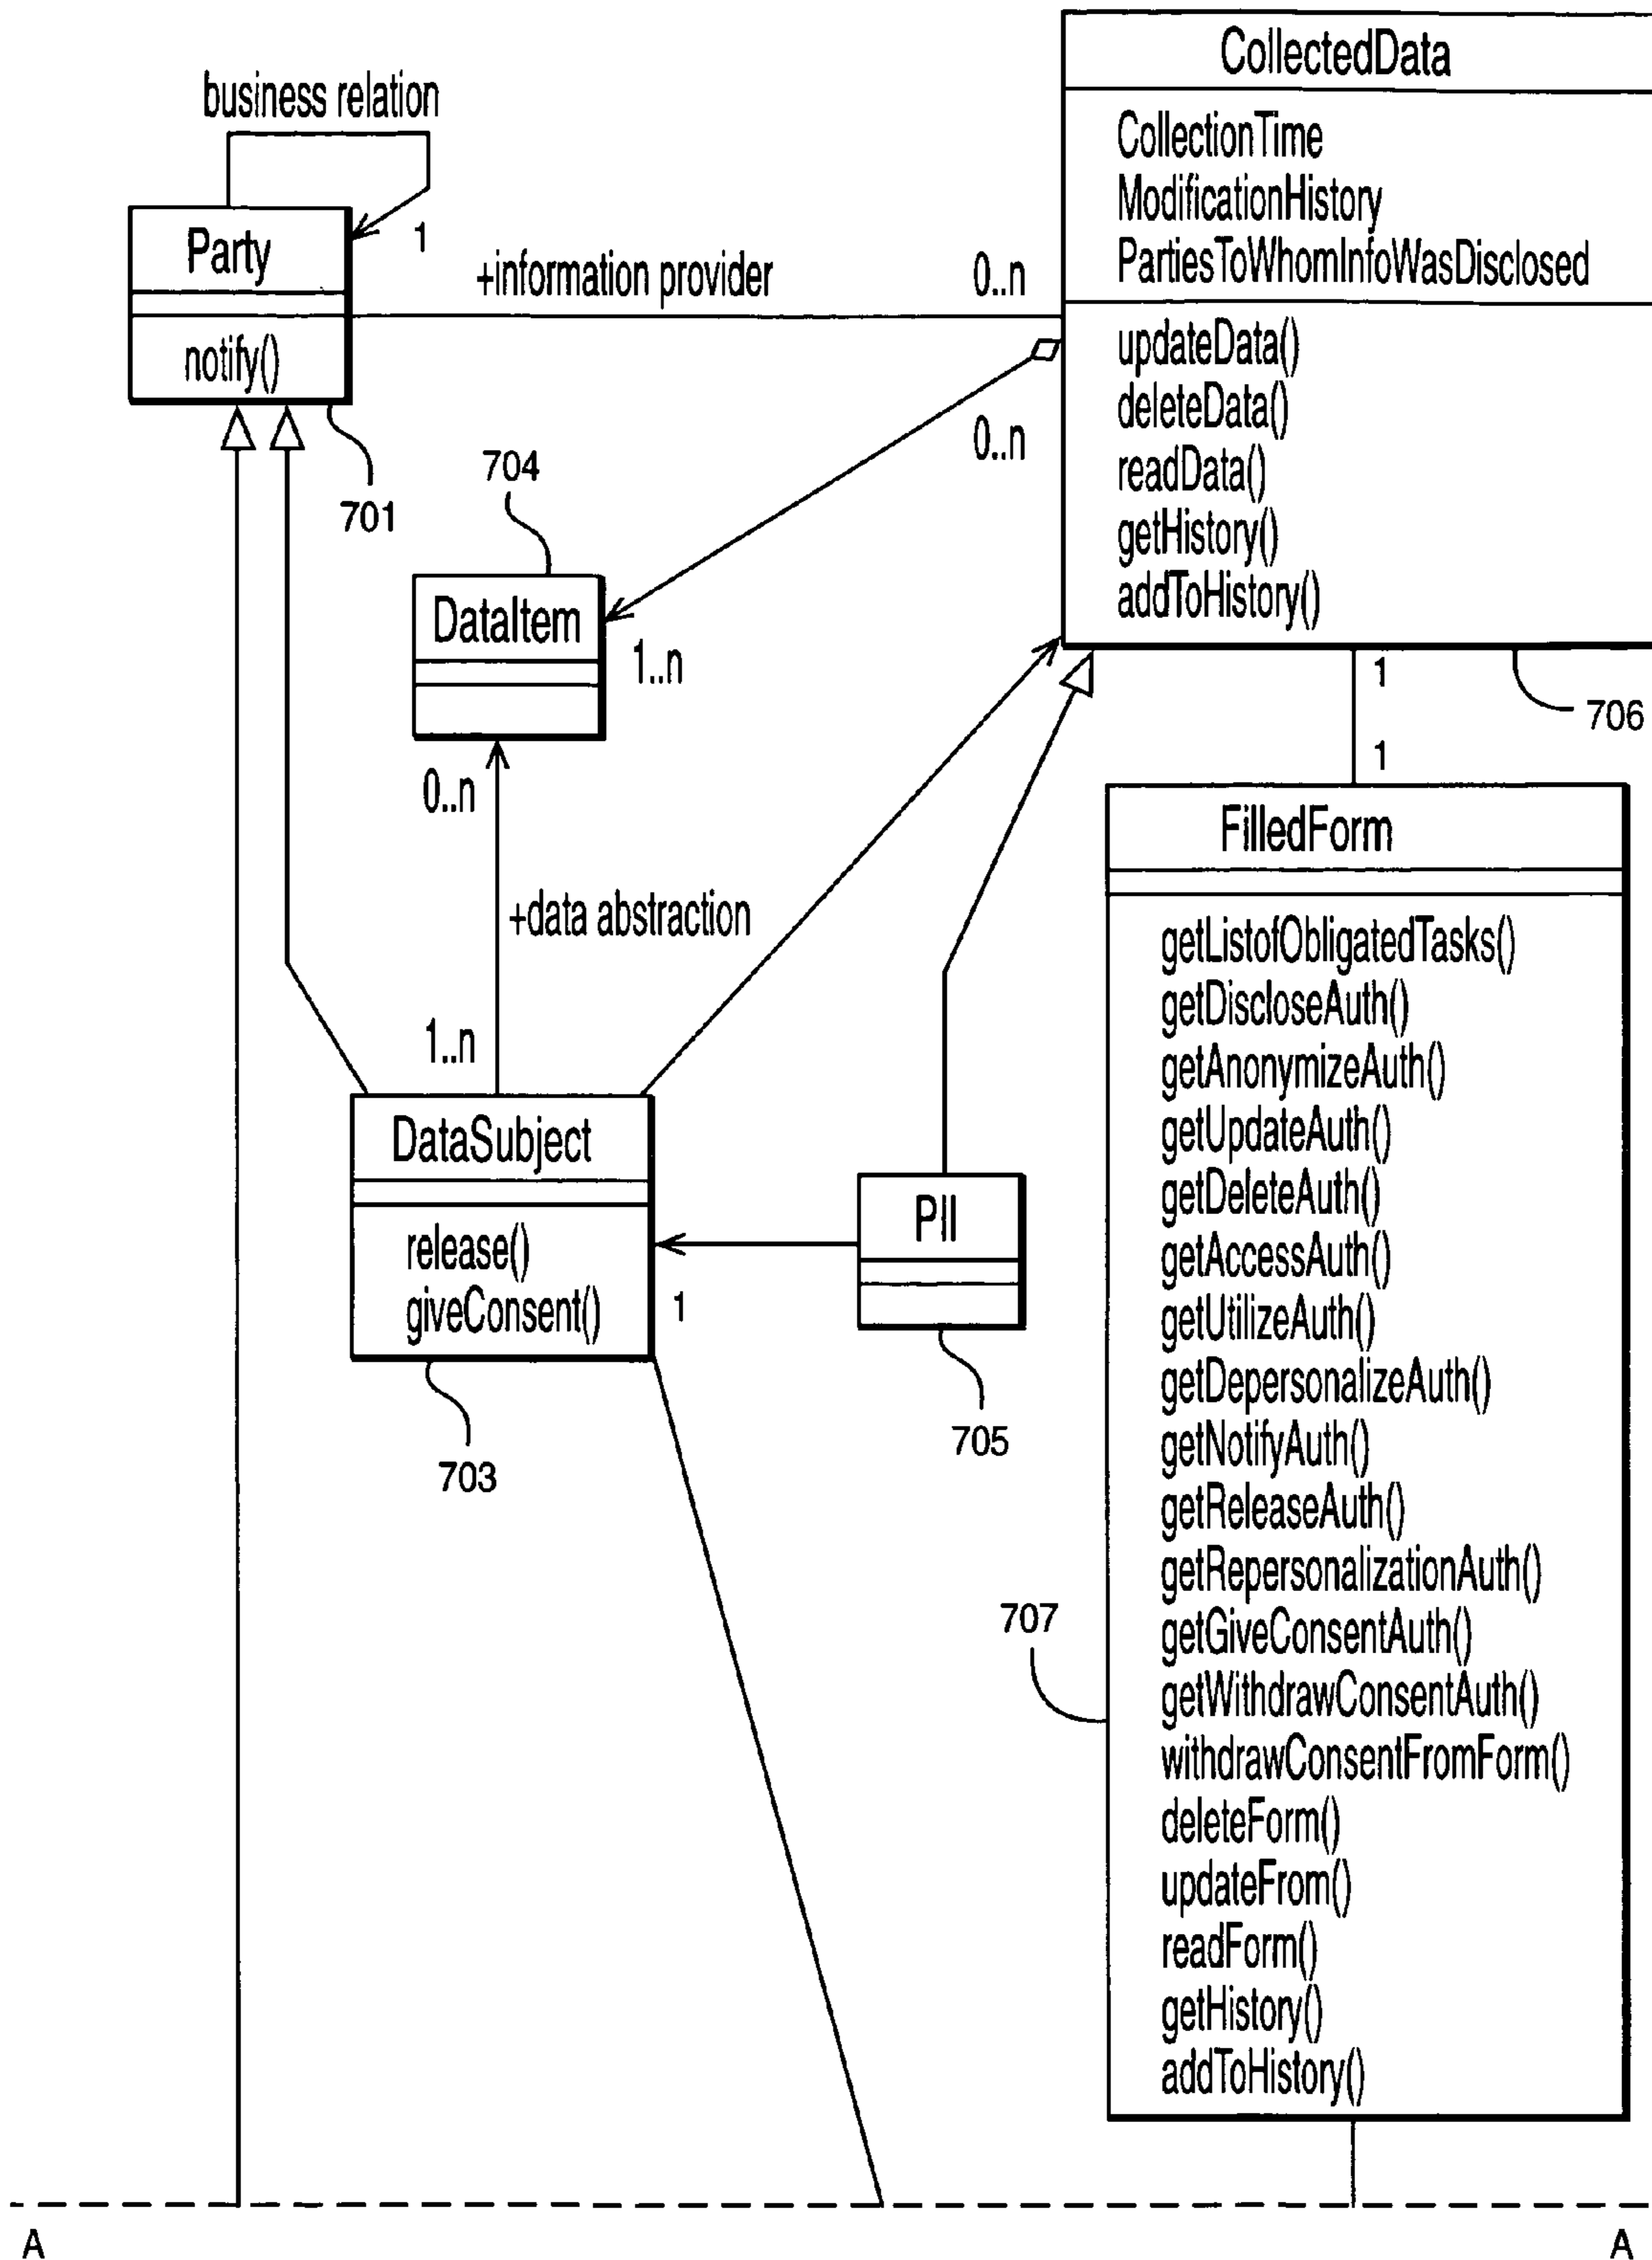 business relation
Party
notify()
1
701
+information provider
0..n
0..n
CollectedData
CollectionTime
ModificationHistory
PartiesToWhomInfoWasDisclosed
updateData()
deleteData()
readData()
getHistory()
addToHistory()
706
704
DataItem
1..n
0..n
+data abstraction
1..n
DataSubject
release()
giveConsent()
703
1
PII
705
1
1
FilledForm
getListofObligatedTasks()
getDiscloseAuth()
getAnonymizeAuth()
getUpdateAuth()
getDeleteAuth()
getAccessAuth()
getUtilizeAuth()
getDepersonalizeAuth()
getNotifyAuth()
getReleaseAuth()
getRepersonalizationAuth()
getGiveConsentAuth()
getWithdrawConsentAuth()
withdrawConsentFromForm()
deleteForm()
updateFrom()
readForm()
getHistory()
addToHistory()
707
A
A